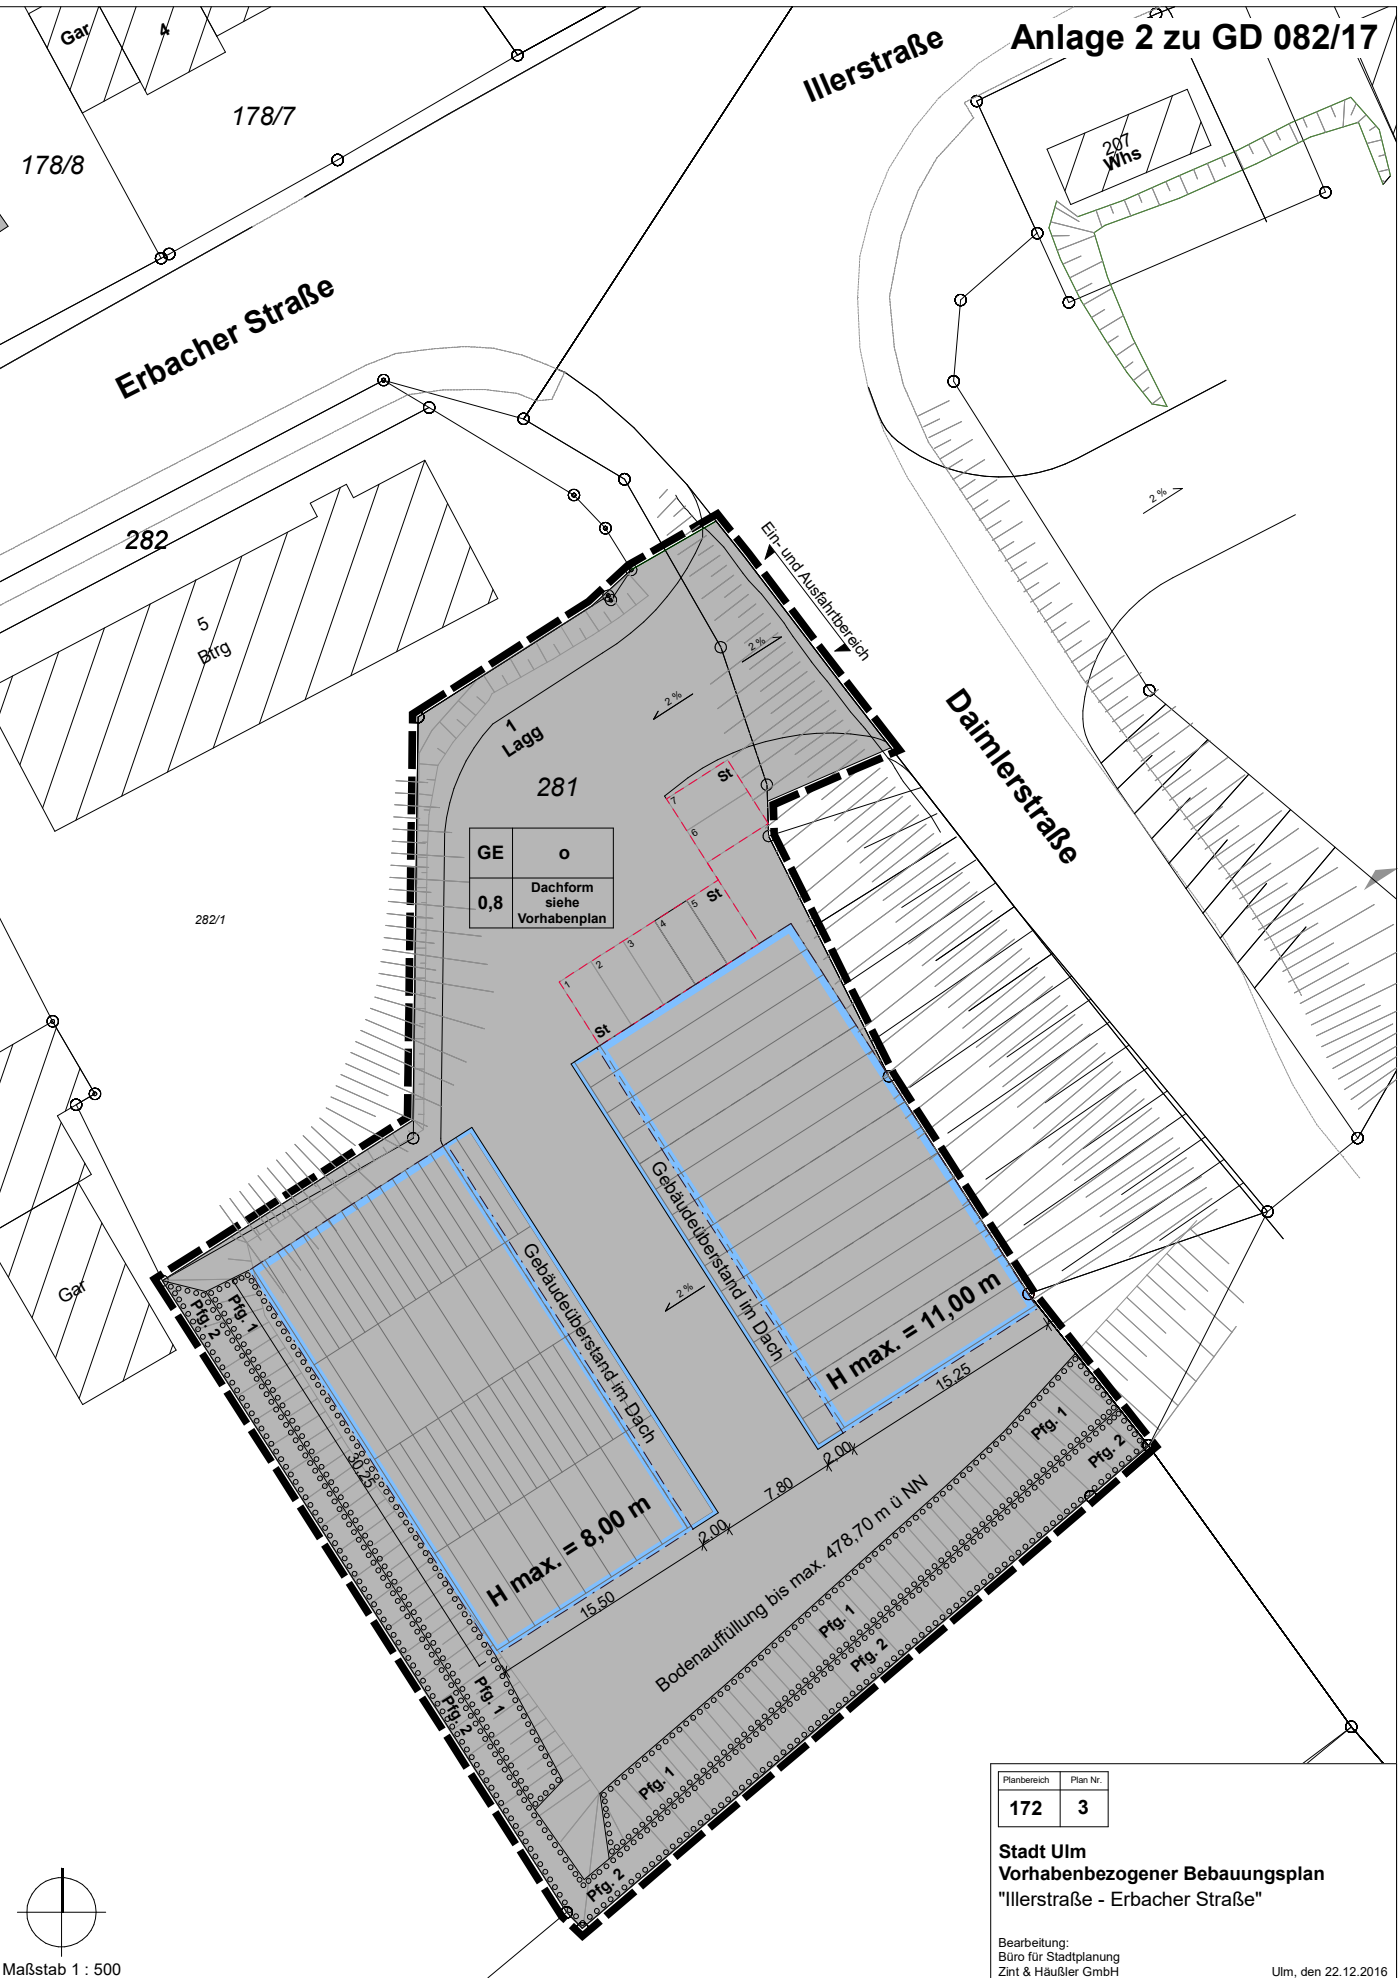 Anlage 2 zu GD 082/17
Illerstraße
Gar
4
178/7
178/8
207
Whs
Erbacher Straße
282
5
Btrg
2 %
Ein- und Ausfahrtbereich
2 %
2 %
1
Lagg
281
Daimlerstraße
St
7
6
GE
o
0,8
Dachform
siehe
Vorhabenplan
5
St
4
3
2
1
St
282/1
Gar
Pfg. 2
Pfg. 1
Gebäudeüberstand im Dach
Gebäudeüberstand im Dach
2 %
H max. = 11,00 m
15,25
30,25
H max. = 8,00 m
15,50
2,00
7,80
2,00
Bodenauffüllung bis max. 478,70 m ü NN
Pfg. 1
Pfg. 2
Pfg. 1
Pfg. 2
Pfg. 1
Pfg. 2
Pfg. 1
Pfg. 2
Planbereich
Plan Nr.
172
3
Stadt Ulm
Vorhabenbezogener Bebauungsplan
"Illerstraße - Erbacher Straße"
Bearbeitung:
Büro für Stadtplanung
Zint & Häußler GmbH
Ulm, den 22.12.2016
Maßstab 1 : 500